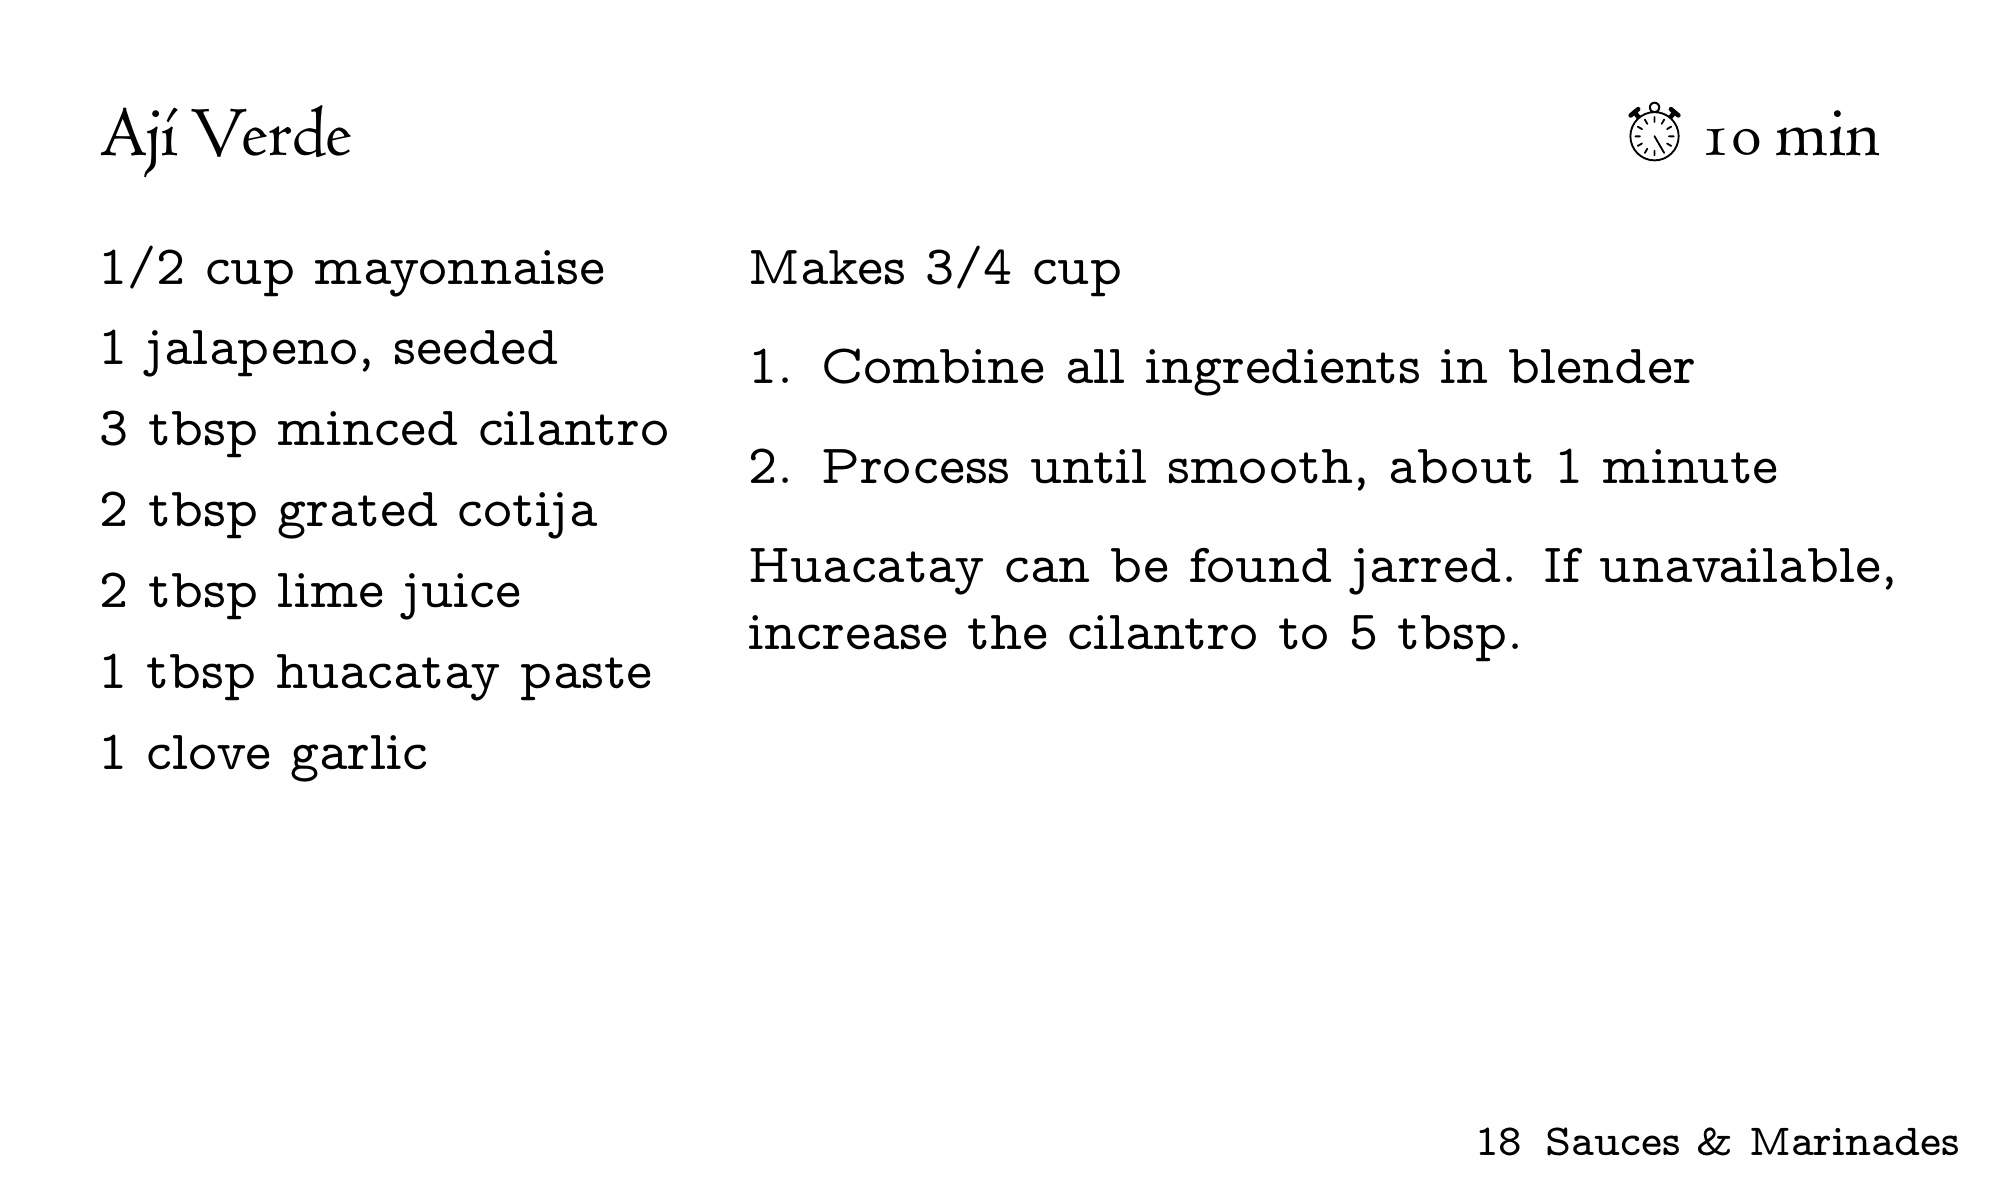 Ají Verde
10 min
1/2 cup mayonnaise
1 jalapeno, seeded
3 tbsp minced cilantro
2 tbsp grated cotija
2 tbsp lime juice
1 tbsp huacatay paste
1 clove garlic
Makes 3/4 cup
1. Combine all ingredients in blender
2. Process until smooth, about 1 minute
Huacatay can be found jarred. If unavailable,
increase the cilantro to 5 tbsp.
18 Sauces & Marinades